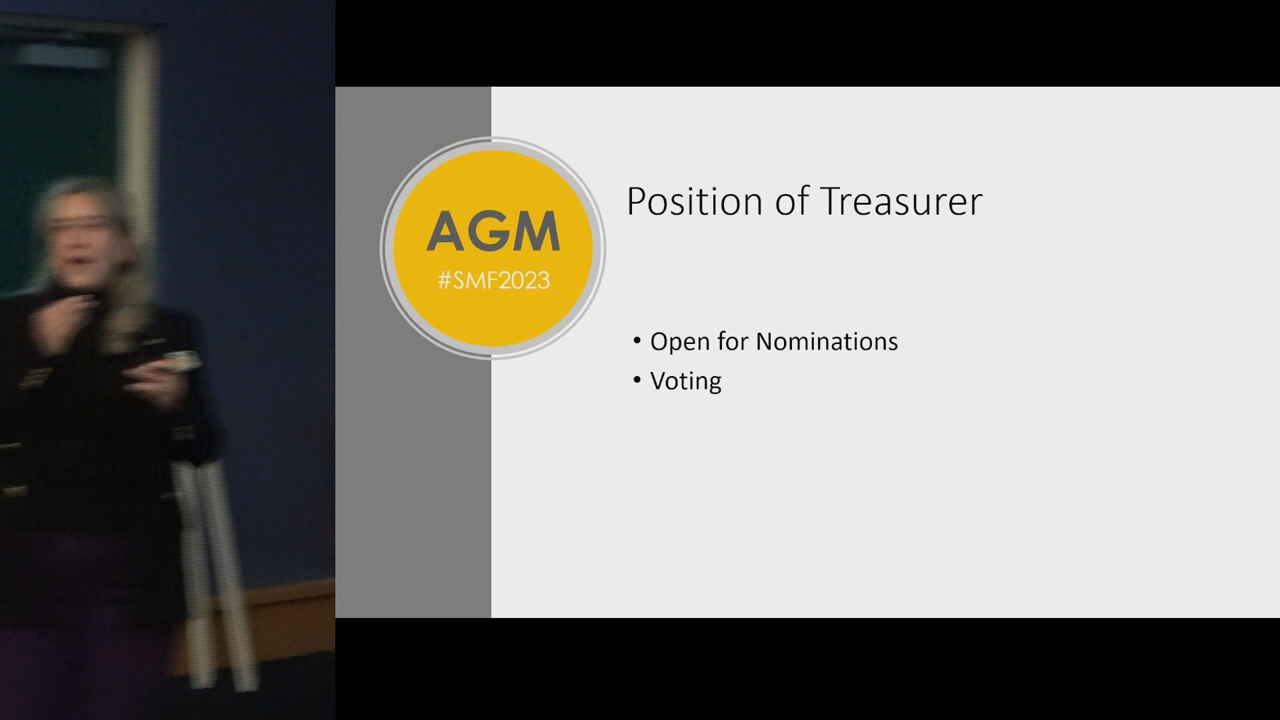 AGM
#SMF2023
Position of Treasurer
• Open for Nominations
• Voting